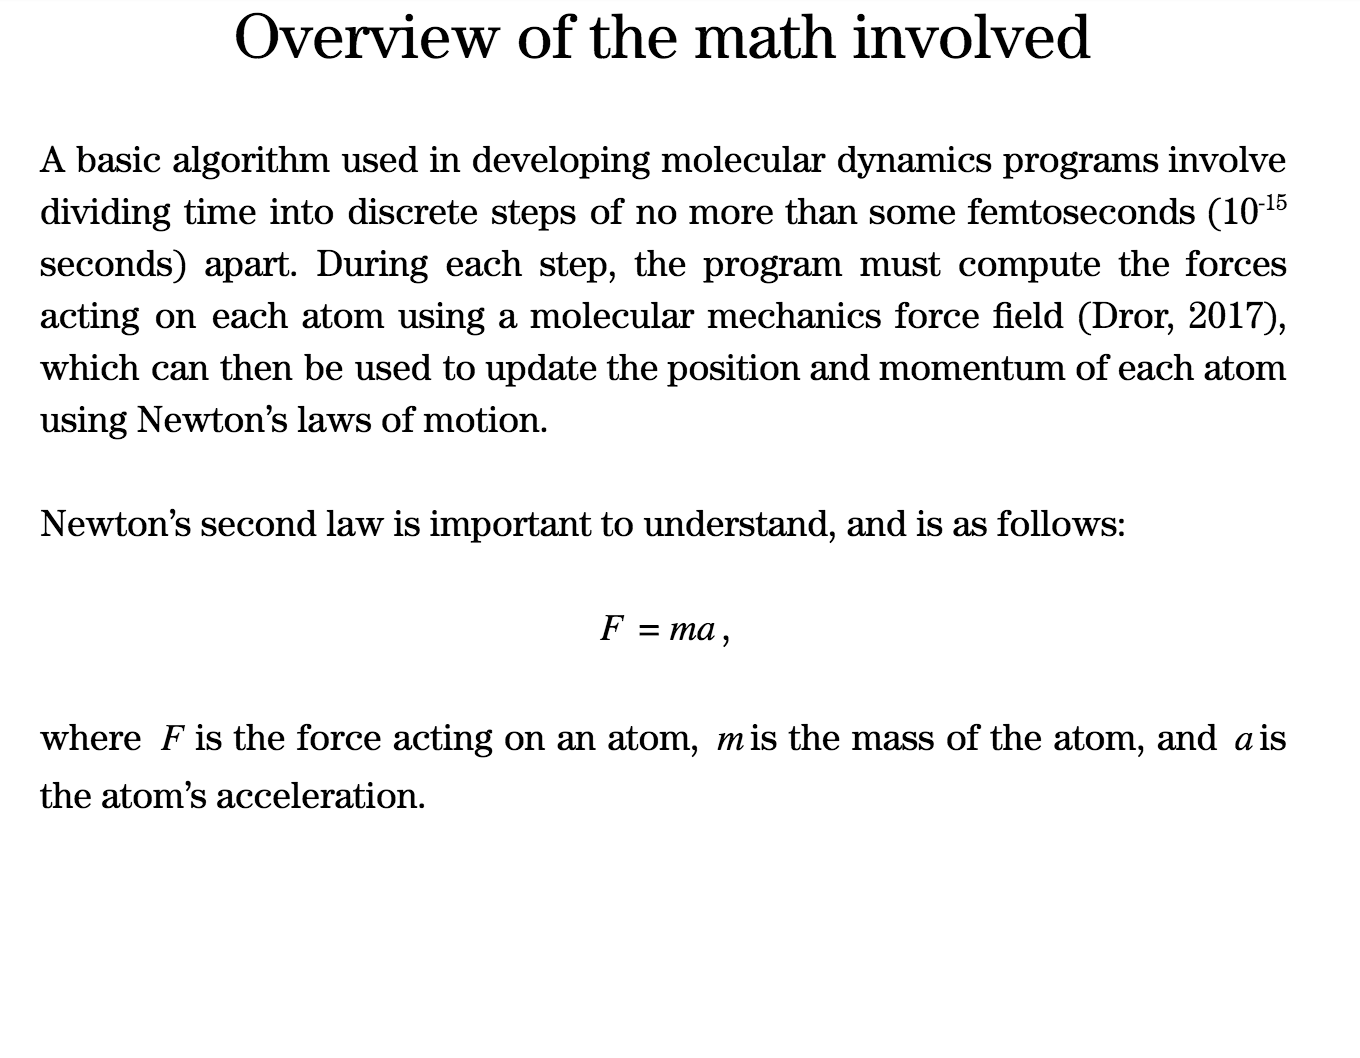 Overview of the math involved
A basic algorithm used in developing molecular dynamics programs involve
dividing time into discrete steps of no more than some femtoseconds (10⁻¹⁵
seconds) apart. During each step, the program must compute the forces
acting on each atom using a molecular mechanics force field (Dror, 2017),
which can then be used to update the position and momentum of each atom
using Newton’s laws of motion.
Newton’s second law is important to understand, and is as follows:
F = ma,
where F is the force acting on an atom, m is the mass of the atom, and a is
the atom’s acceleration.